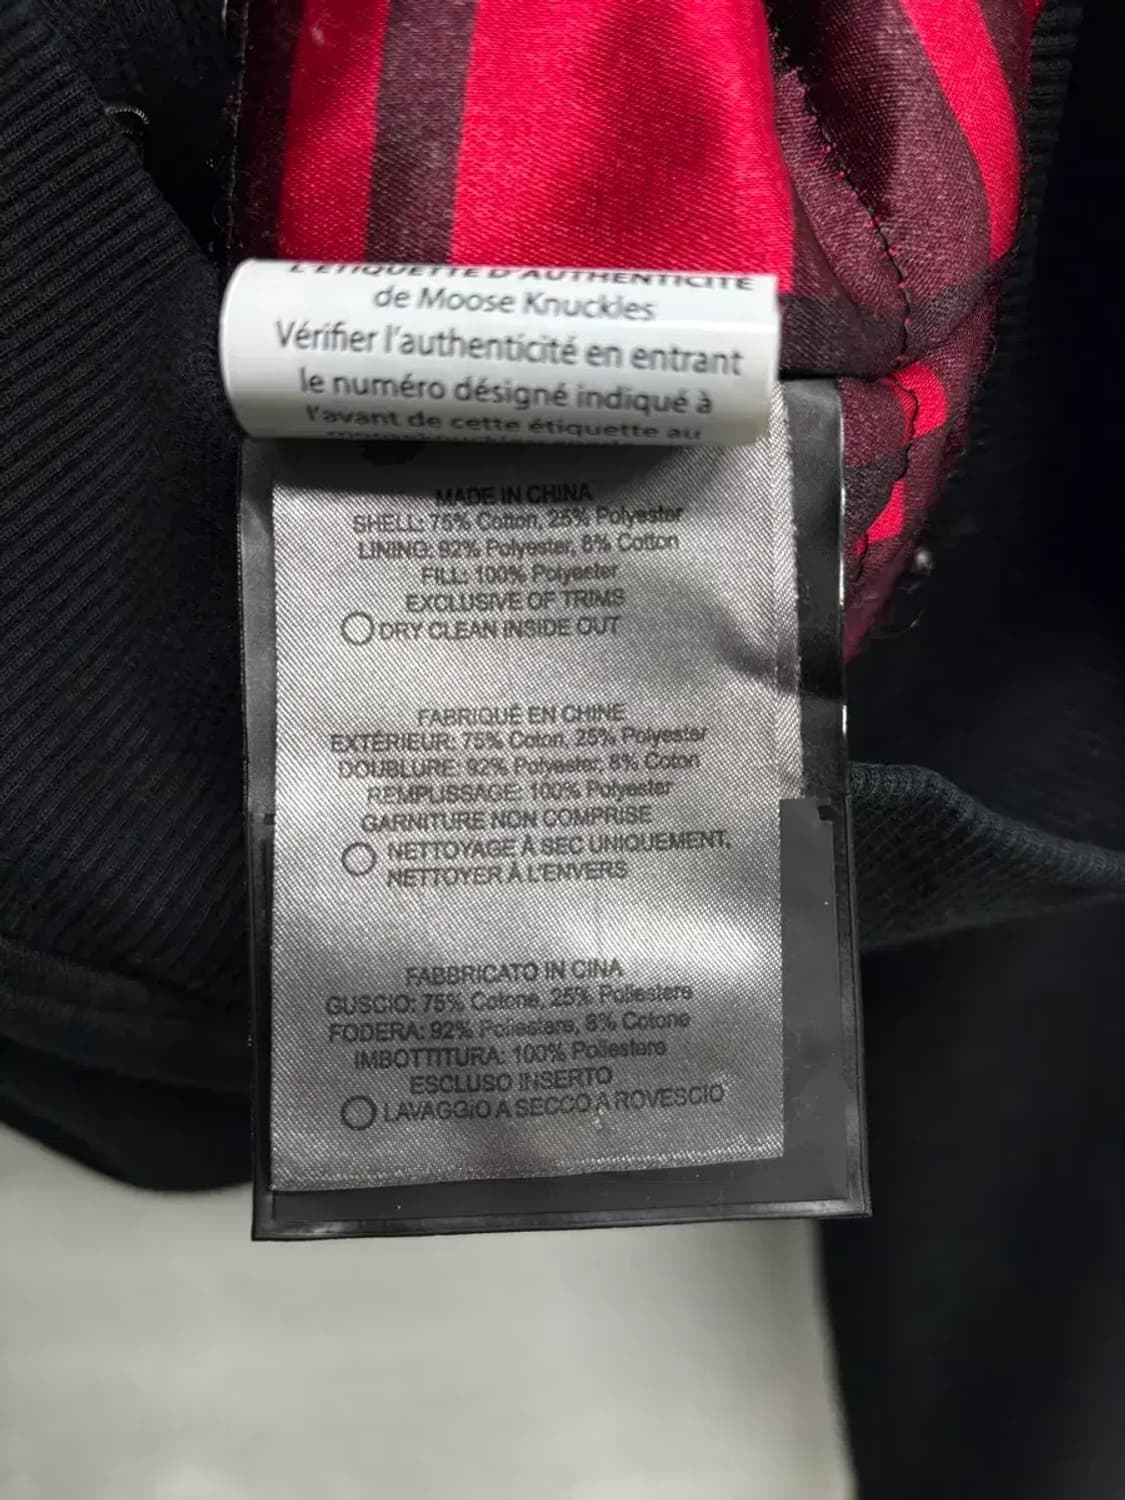 L'ÉTIQUETTE D'AUTHENTICITÉ
de Moose Knuckles
Vérifier l'authenticité en entrant
le numéro désigné indiqué à
l'avant de cette étiquette au
MADE IN CHINA
SHELL: 75% Cotton, 25% Polyester
LINING: 92% Polyester, 8% Cotton
FILL: 100% Polyester
EXCLUSIVE OF TRIMS
DRY CLEAN INSIDE OUT
FABRIQUÉ EN CHINE
EXTÉRIEUR: 75% Coton, 25% Polyester
DOUBLURE: 92% Polyester, 8% Coton
REMPLISSAGE: 100% Polyester
GARNITURE NON COMPRISE
NETTOYAGE À SEC UNIQUEMENT,
NETTOYER À L'ENVERS
FABBRICATO IN CINA
GUSCIO: 75% Cotone, 25% Poliestere
FODERA: 92% Poliestere, 8% Cotone
IMBOTTITURA: 100% Poliestere
ESCLUSO INSERTO
LAVAGGIO A SECCO A ROVESCIO